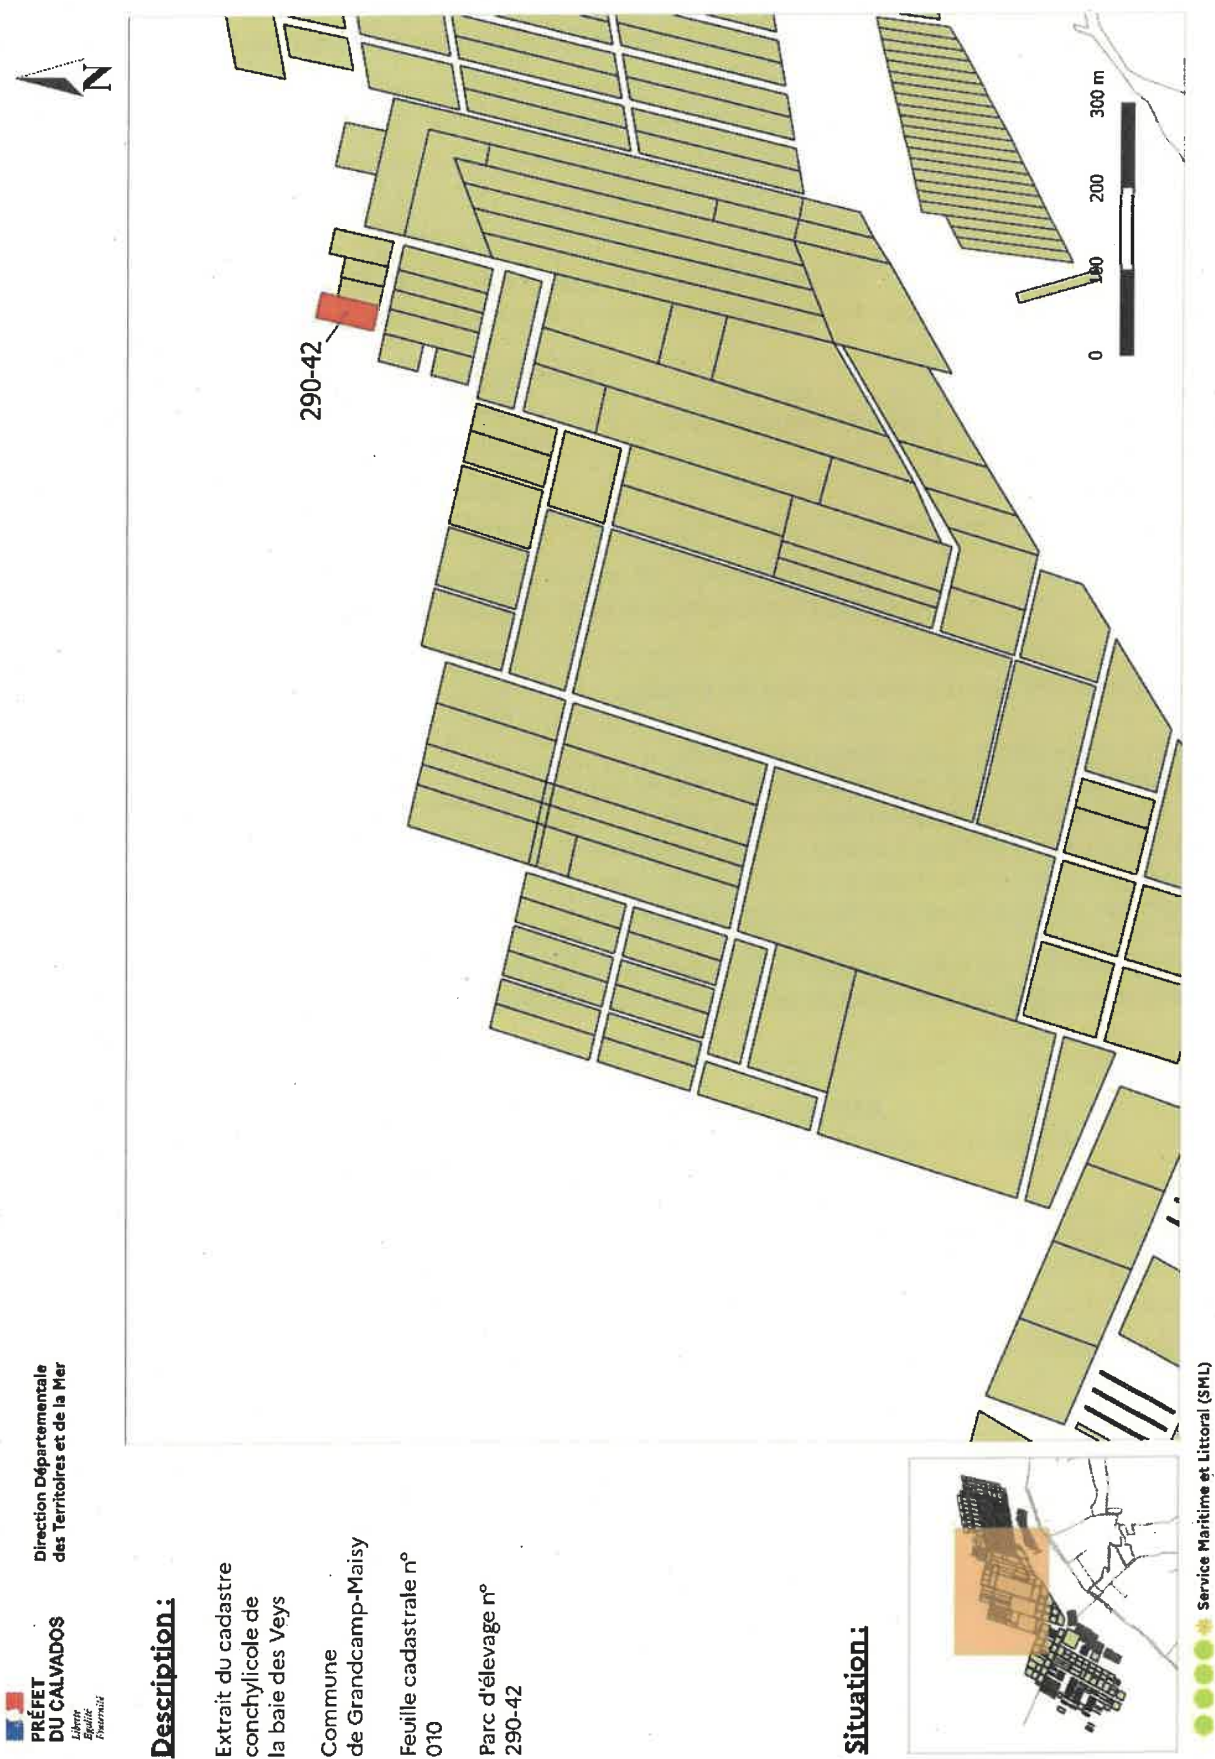 PRÉFET
DU CALVADOS
Liberté
Égalité
Fraternité
Direction Départementale
des Territoires et de la Mer
Description :
Extrait du cadastre
conchylicole de
la baie des Veys
Commune
de Grandcamp-Maisy
Feuille cadastrale n°
010
Parc d'élevage n°
290-42
Situation :
290-42
N
0
100
200
300 m
Service Maritime et Littoral (SML)